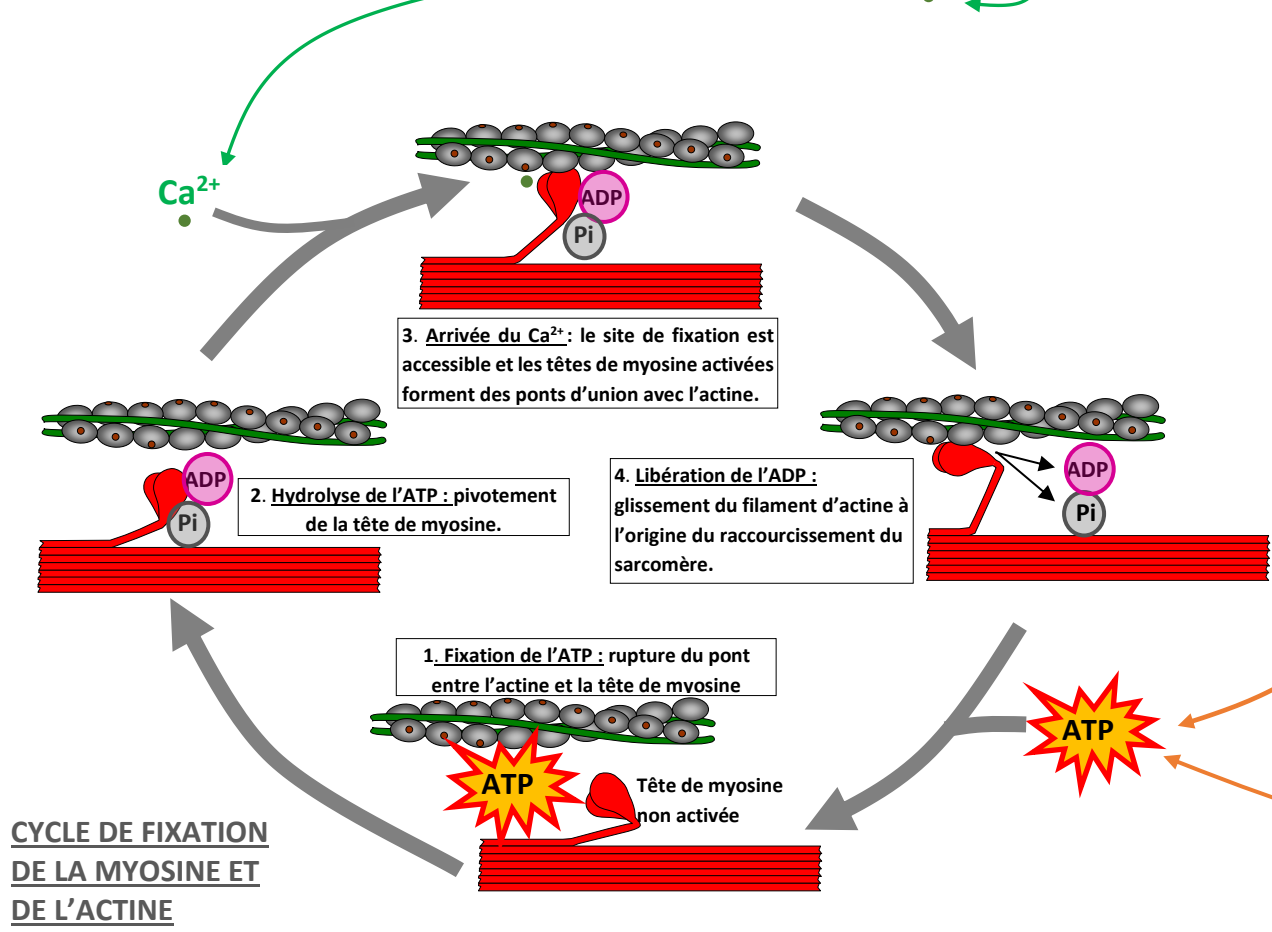 Ca²⁺
ADP
Pi
3. Arrivée du Ca²⁺ : le site de fixation est
accessible et les têtes de myosine activées
forment des ponts d’union avec l’actine.
ADP
Pi
2. Hydrolyse de l’ATP : pivotement
de la tête de myosine.
4. Libération de l’ADP :
glissement du filament d’actine à
l’origine du raccourcissement du
sarcomère.
ADP
Pi
1. Fixation de l’ATP : rupture du pont
entre l’actine et la tête de myosine
ATP
ATP
Tête de myosine
non activée
CYCLE DE FIXATION
DE LA MYOSINE ET
DE L’ACTINE